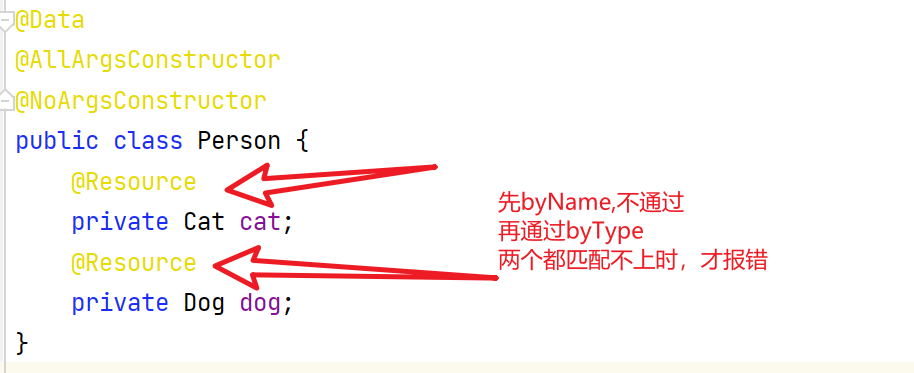 @Data
@AllArgsConstructor
@NoArgsConstructor
public class Person {
@Resource
private Cat cat;
@Resource
private Dog dog;
}
先byName,不通过
再通过byType
两个都匹配不上时，才报错